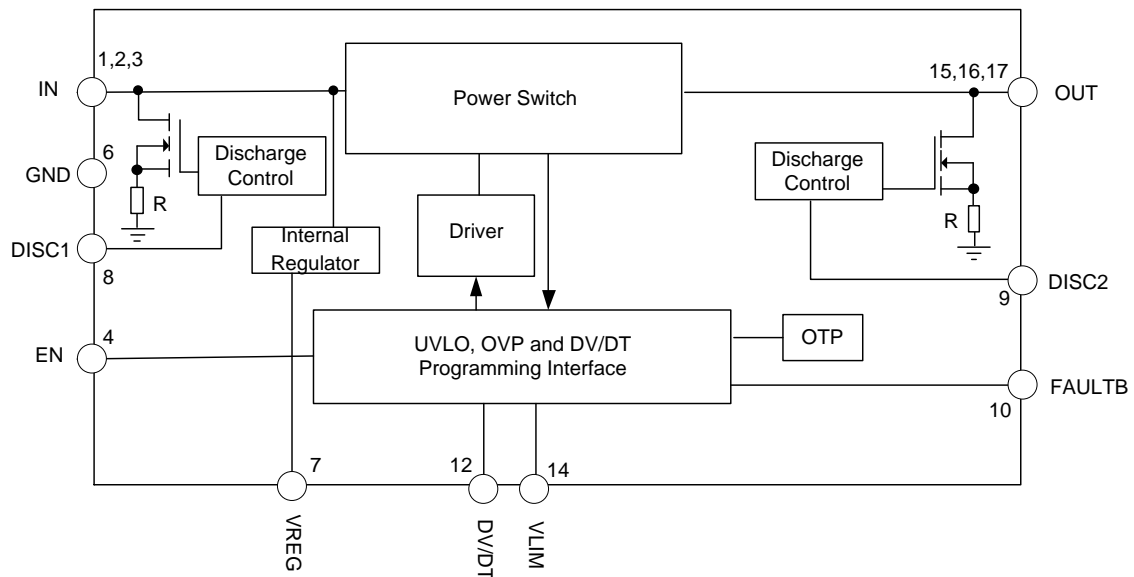 1,2,3
IN
6
GND
R
DISC1
8
Discharge
Control
Internal
Regulator
Power Switch
Driver
15,16,17
OUT
Discharge
Control
R
DISC2
9
EN
4
UVLO, OVP and DV/DT
Programming Interface
OTP
FAULTB
10
7
VREG
12
DV/DT
14
VLIM